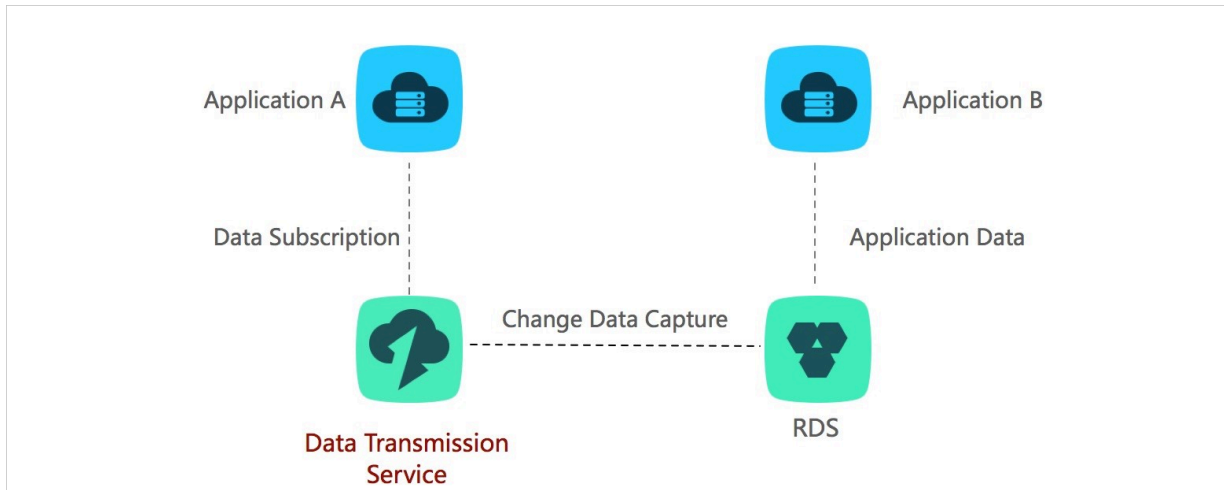 Application A
Application B
Data Subscription
Application Data
Change Data Capture
RDS
Data Transmission
Service